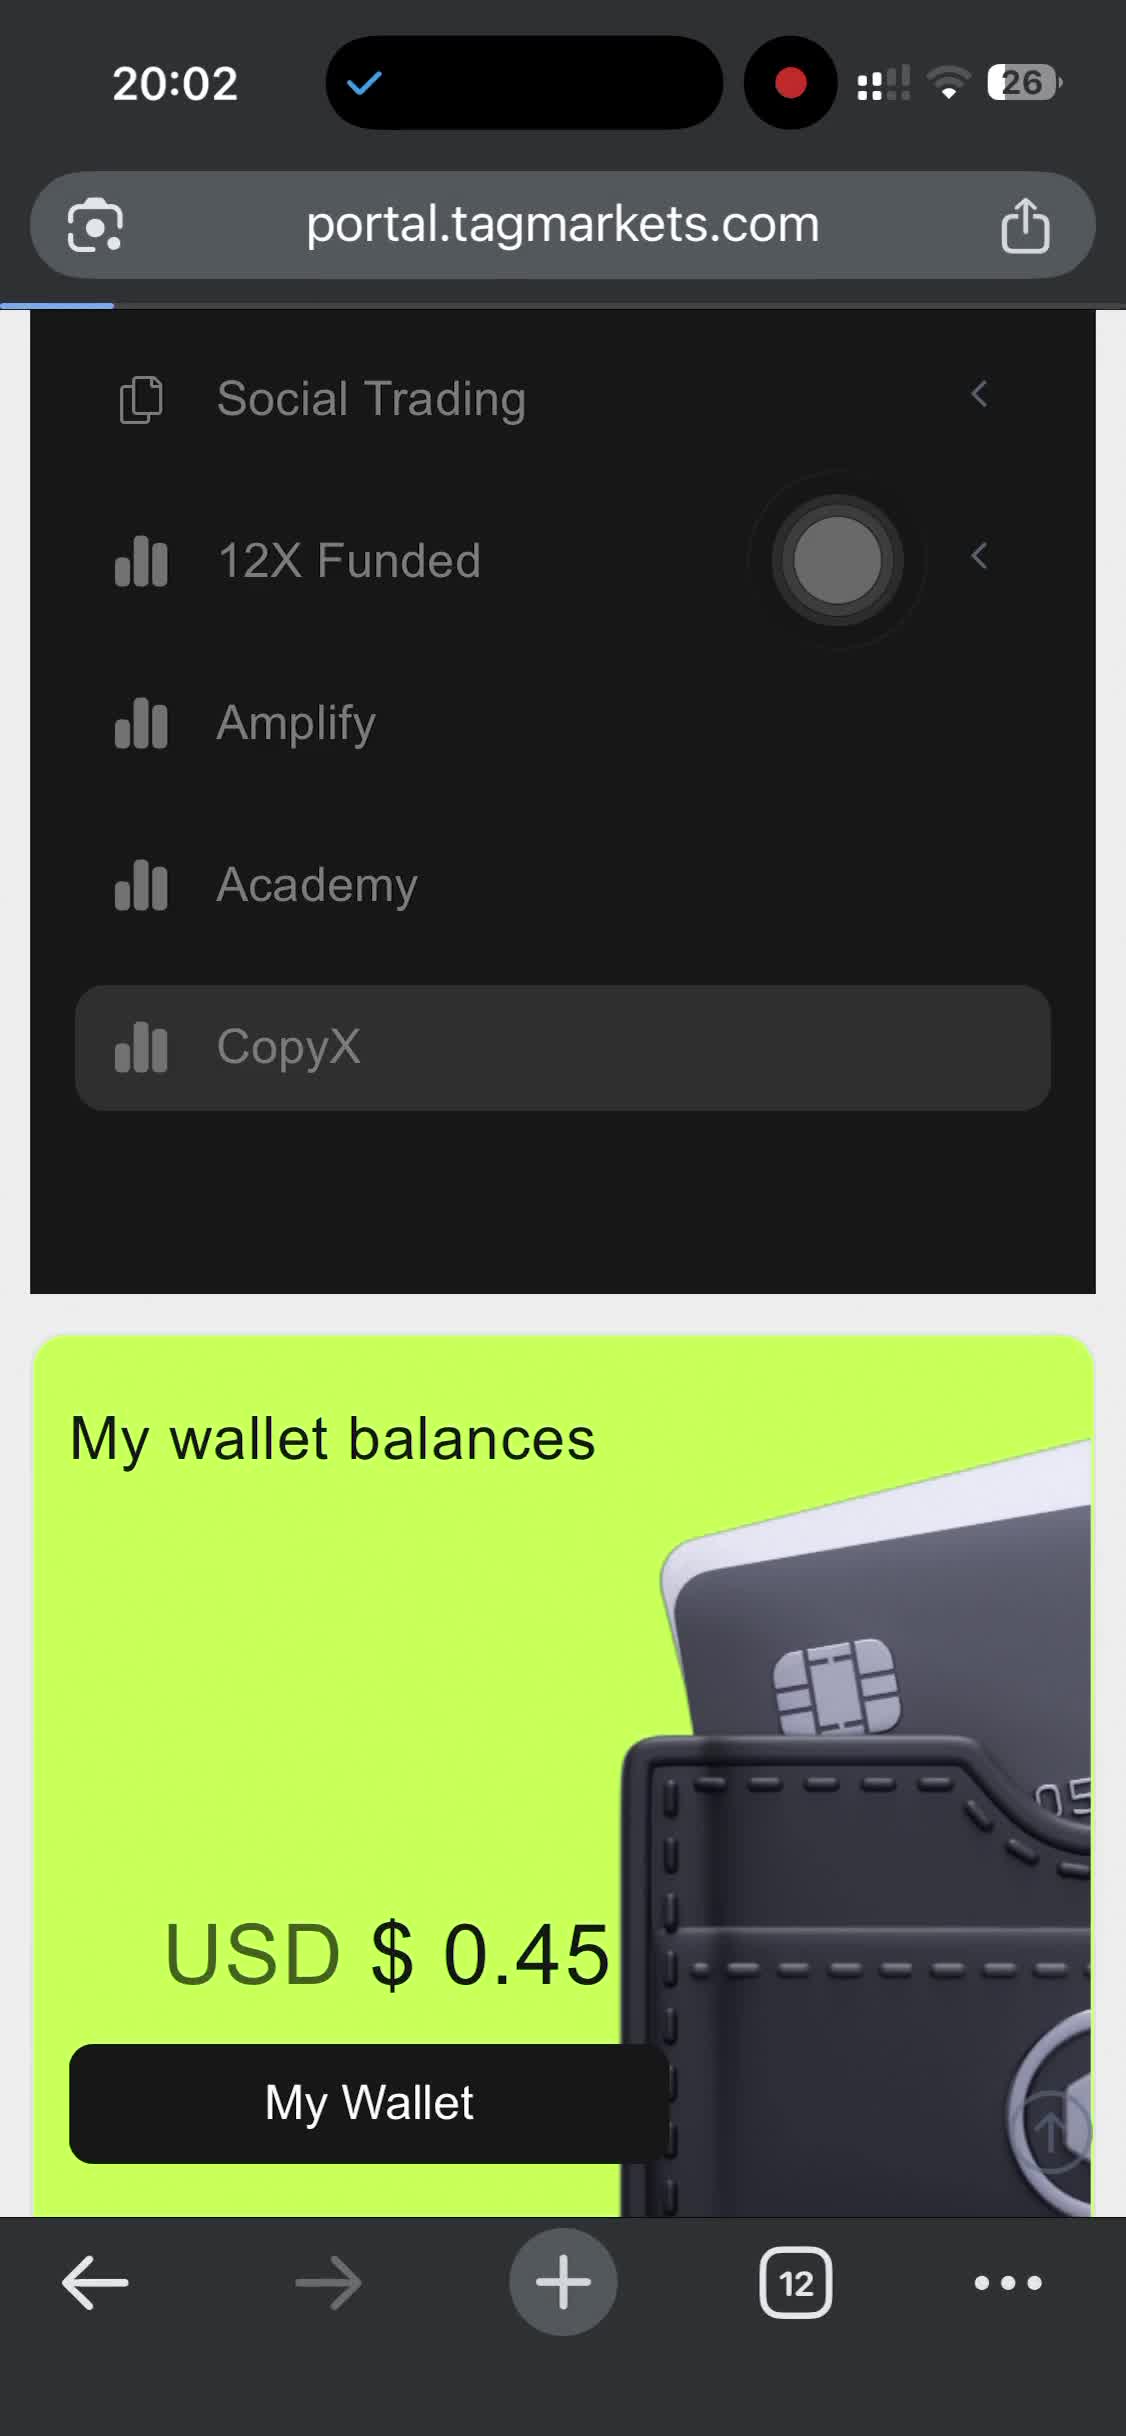 20:02
26
portal.tagmarkets.com
Social Trading
12X Funded
Amplify
Academy
CopyX
My wallet balances
05
USD $ 0.45
My Wallet
12